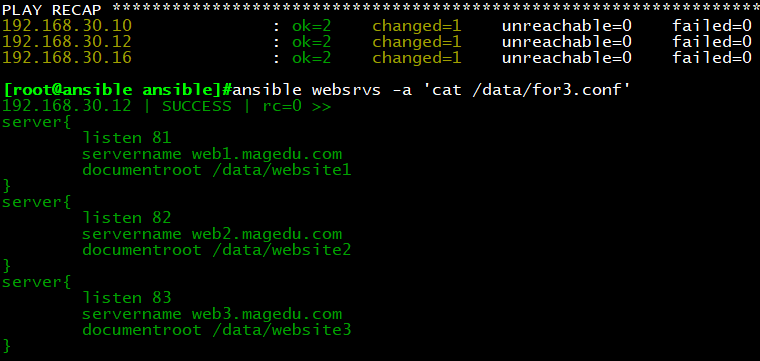 PLAY RECAP *****************************************************************
192.168.30.10              : ok=2    changed=1    unreachable=0    failed=0
192.168.30.12              : ok=2    changed=1    unreachable=0    failed=0
192.168.30.16              : ok=2    changed=1    unreachable=0    failed=0
[root@ansible ansible]#ansible websrvs -a 'cat /data/for3.conf'
192.168.30.12 | SUCCESS | rc=0 >>
server{
        listen 81
        servername web1.magedu.com
        documentroot /data/website1
}
server{
        listen 82
        servername web2.magedu.com
        documentroot /data/website2
}
server{
        listen 83
        servername web3.magedu.com
        documentroot /data/website3
}